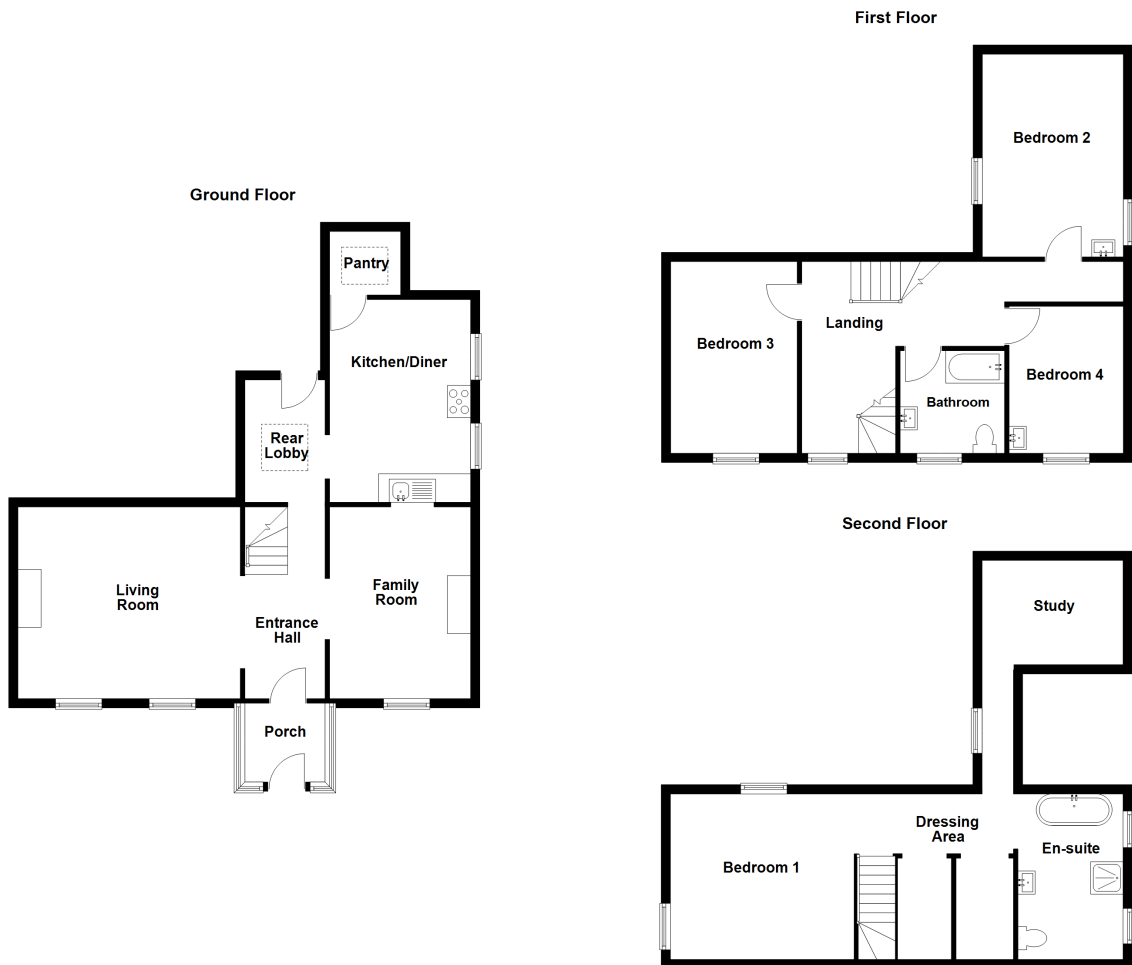 First Floor
Bedroom 2
Bedroom 3
Landing
Bedroom 4
Bathroom
Ground Floor
Pantry
Kitchen/Diner
Rear
Lobby
Living
Room
Family
Room
Entrance
Hall
Porch
Second Floor
Study
Dressing
Area
En-suite
Bedroom 1